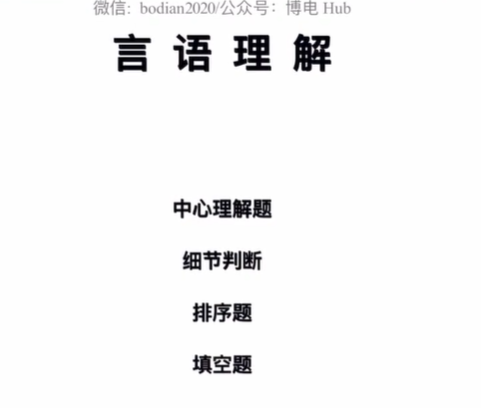 微信: bodian2020/公众号：博电 Hub
言 语 理 解
中心理解题
细节判断
排序题
填空题